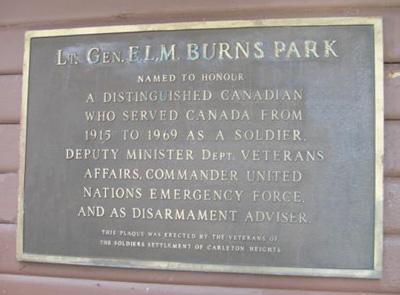 LT. GEN. E.L.M. BURNS PARK
NAMED TO HONOUR
A DISTINGUISHED CANADIAN
WHO SERVED CANADA FROM
1915 TO 1969 AS A SOLDIER,
DEPUTY MINISTER DEPT. VETERANS
AFFAIRS, COMMANDER UNITED
NATIONS EMERGENCY FORCE,
AND AS DISARMAMENT ADVISER.
THIS PLAQUE WAS ERECTED BY THE VETERANS OF
THE SOLDIERS SETTLEMENT OF CARLETON HEIGHTS